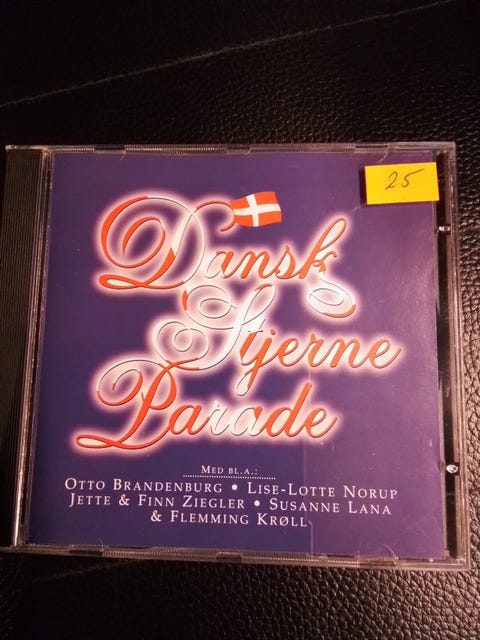 25
Dansk
Stjerne
Parade
MED BL.A.:
OTTO BRANDENBURG • LISE-LOTTE NORUP
JETTE & FINN ZIEGLER • SUSANNE LANA
& FLEMMING KRØLL